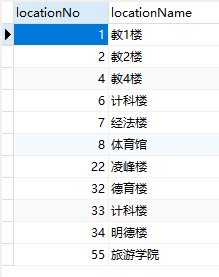 locationNo locationName
1 教1楼
2 教2楼
4 教4楼
6 计科楼
7 经法楼
8 体育馆
22 凌峰楼
32 德育楼
33 计科楼
34 明德楼
55 旅游学院